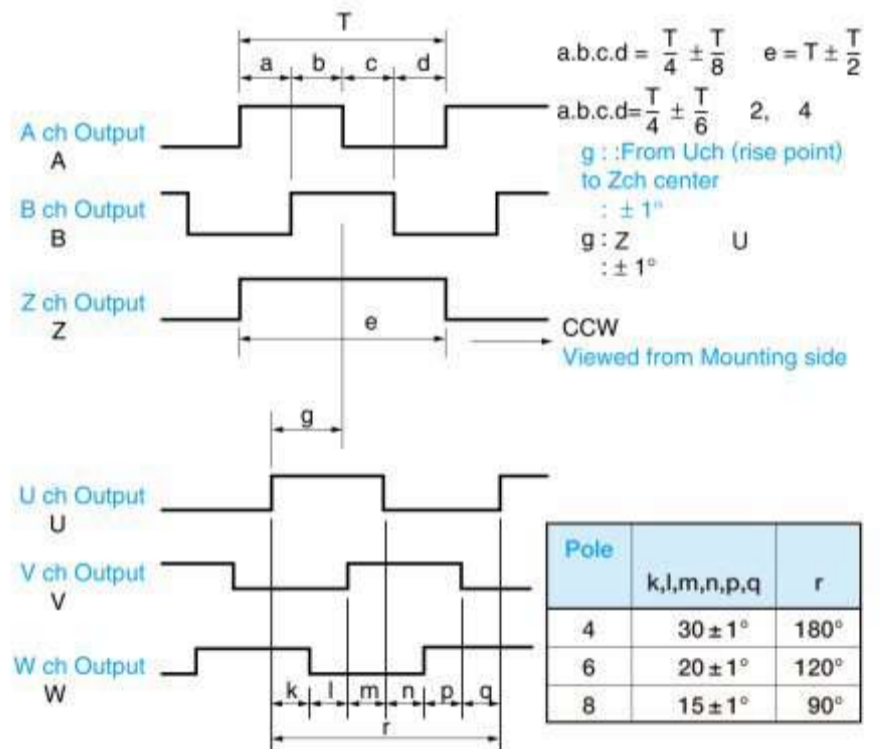 T
a b c d
a.b.c.d = T/4 ± T/8 e = T ± T/2
a.b.c.d= T/4 ± T/6 2, 4
g : :From Uch (rise point)
to Zch center
: ± 1°
g : Z U
: ± 1°
A ch Output
A
B ch Output
B
Z ch Output
Z
e
CCW
Viewed from Mounting side
g
U ch Output
U
V ch Output
V
W ch Output
W
k l m n p q
r
Pole k,l,m,n,p,q r
4 30 ± 1° 180°
6 20 ± 1° 120°
8 15 ± 1° 90°